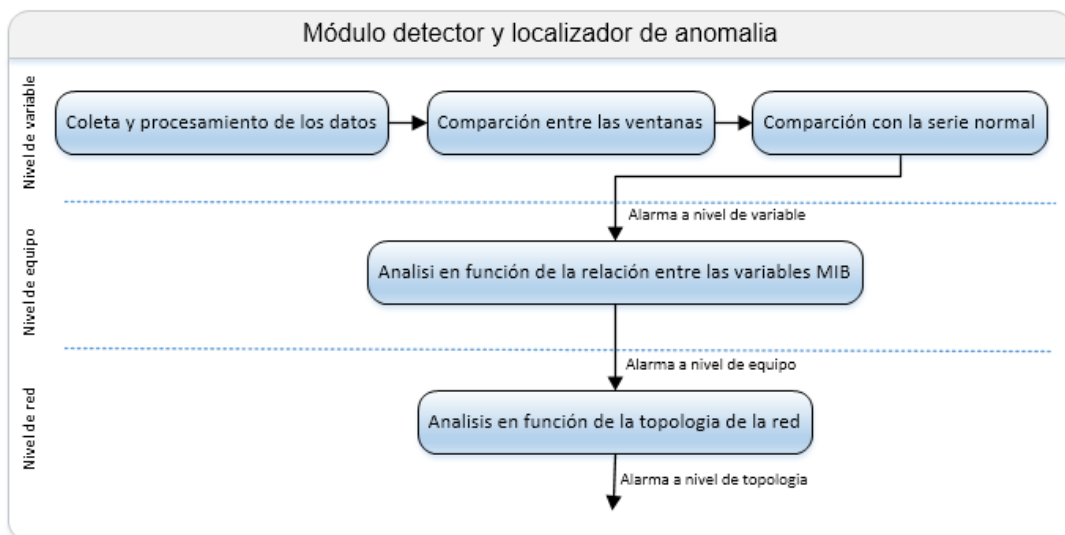 Módulo detector y localizador de anomalia
Nivel de variable
Coleta y procesamiento de los datos
Comparción entre las ventanas
Comparción con la serie normal
Alarma a nivel de variable
Nivel de equipo
Analisi en función de la relación entre las variables MIB
Alarma a nivel de equipo
Nivel de red
Analisis en función de la topologia de la red
Alarma a nivel de topologia